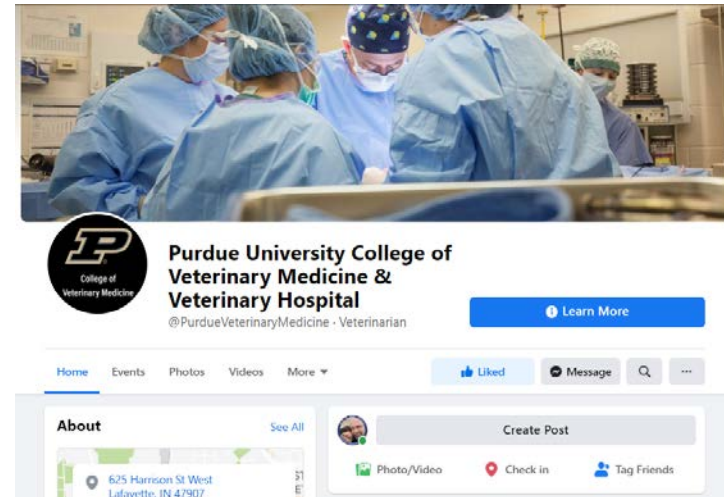 P
College of
Veterinary Medicine
Purdue University College of
Veterinary Medicine &
Veterinary Hospital
@PurdueVeterinaryMedicine · Veterinarian
Learn More
Home Events Photos Videos More
Liked Message ...
About See All
625 Harrison St West
Lafayette, IN 47907
Create Post
Photo/Video Check in Tag Friends